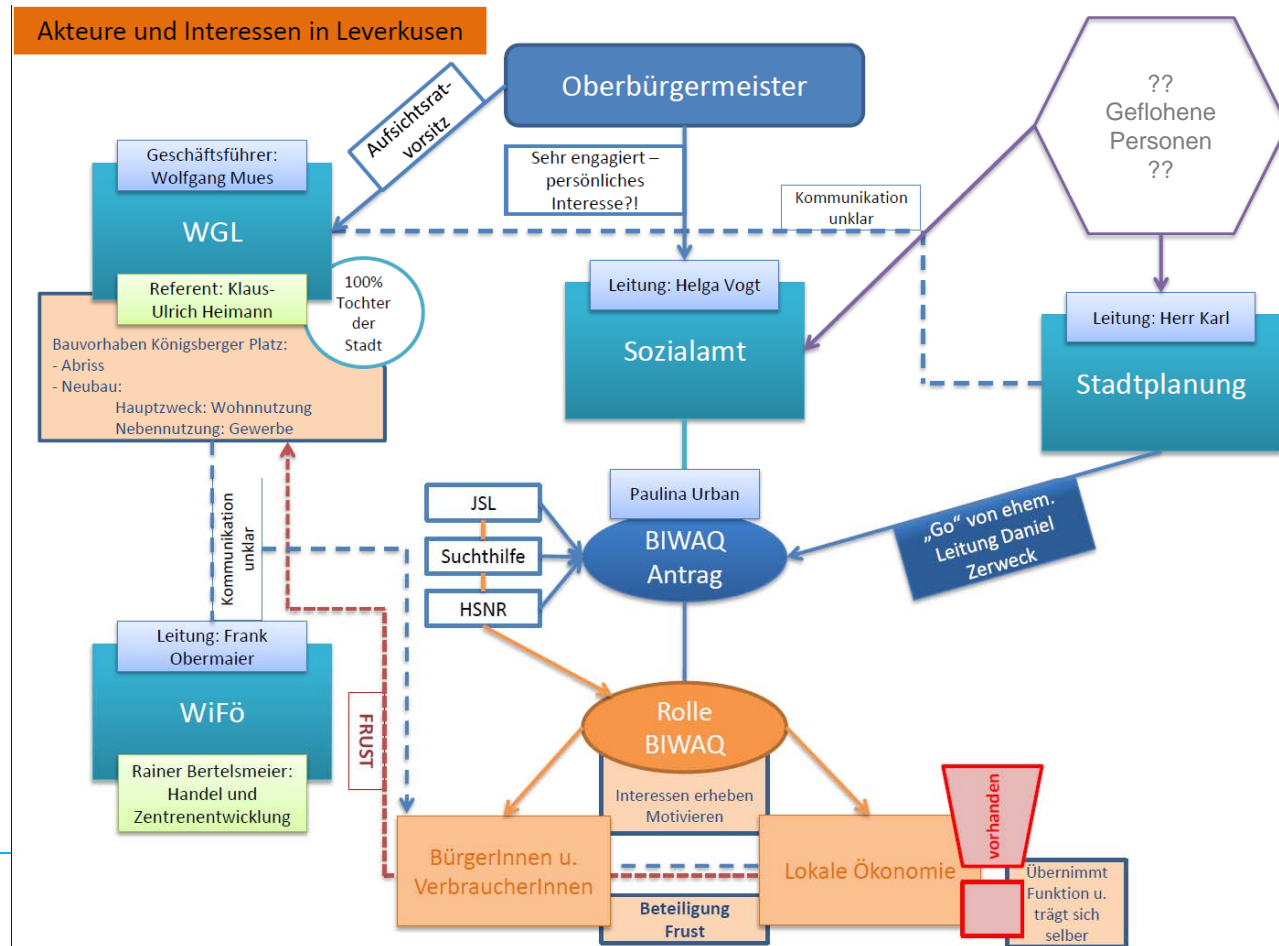 Akteure und Interessen in Leverkusen
Oberbürgermeister
??
Geflohene
Personen
??
Aufsichtsrat-
vorsitz
Sehr engagiert –
persönliches
Interesse?!
Kommunikation
unklar
Geschäftsführer:
Wolfgang Mues
WGL
Referent: Klaus-
Ulrich Heimann
100%
Tochter
der
Stadt
Bauvorhaben Königsberger Platz:
- Abriss
- Neubau:
Hauptzweck: Wohnnutzung
Nebennutzung: Gewerbe
Leitung: Helga Vogt
Sozialamt
Leitung: Herr Karl
Stadtplanung
Kommunikation
unklar
JSL
Suchthilfe
HSNR
Paulina Urban
BIWAQ
Antrag
„Go“ von ehem.
Leitung Daniel
Zerweck
Leitung: Frank
Obermaier
WiFö
Rainer Bertelsmeier:
Handel und
Zentrenentwicklung
FRUST
Rolle
BIWAQ
Interessen erheben
Motivieren
BürgerInnen u.
VerbraucherInnen
Lokale Ökonomie
vorhanden
Beteiligung
Frust
Übernimmt
Funktion u.
trägt sich
selber